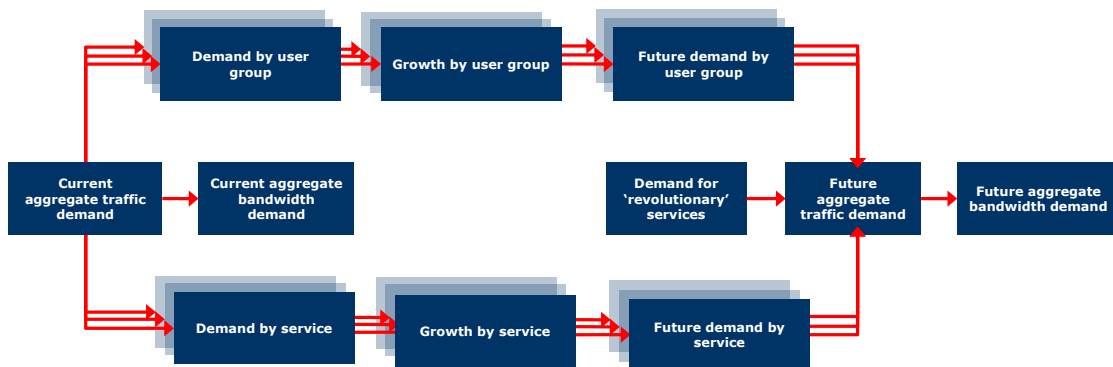 Demand by user
group
Growth by user group
Future demand by
user group
Current
aggregate traffic
demand
Current aggregate
bandwidth
demand
Demand for
‘revolutionary’
services
Future
aggregate
traffic demand
Future aggregate
bandwidth demand
Demand by service
Growth by service
Future demand by
service